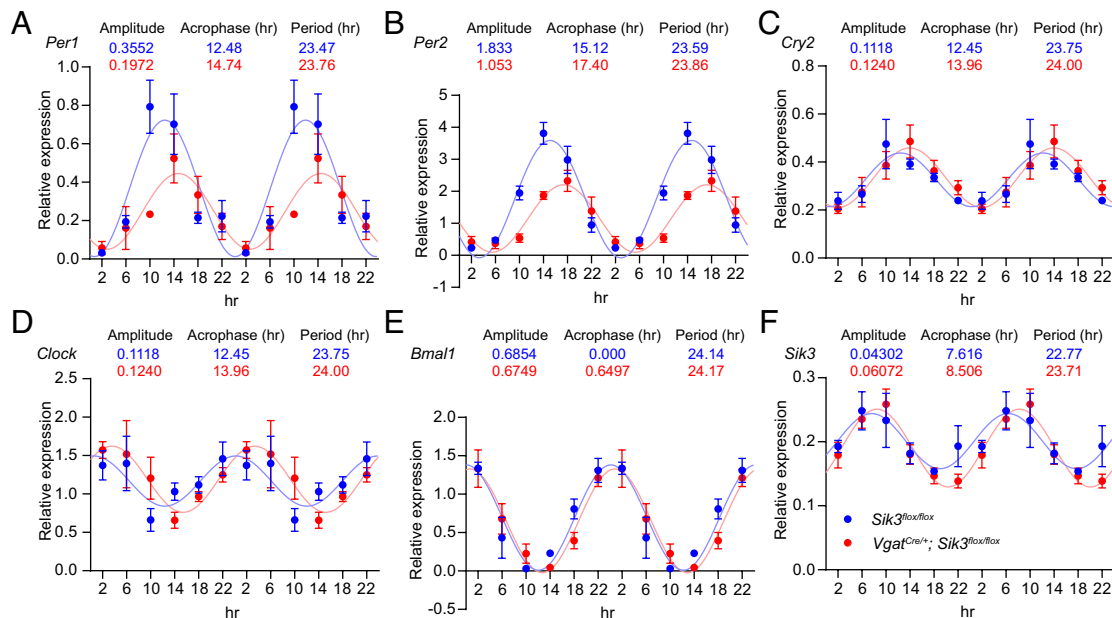 A
Per1
Amplitude Acrophase (hr) Period (hr)
0.3552 12.48 23.47
0.1972 14.74 23.76
Relative expression
1.0
0.8
0.6
0.4
0.2
0.0
2 6 10 14 18 22 2 6 10 14 18 22
hr
B
Per2
Amplitude Acrophase (hr) Period (hr)
1.833 15.12 23.59
1.053 17.40 23.86
Relative expression
5
4
3
2
1
0
-1
2 6 10 14 18 22 2 6 10 14 18 22
hr
C
Cry2
Amplitude Acrophase (hr) Period (hr)
0.1118 12.45 23.75
0.1240 13.96 24.00
Relative expression
0.8
0.6
0.4
0.2
0.0
2 6 10 14 18 22 2 6 10 14 18 22
hr
D
Clock
Amplitude Acrophase (hr) Period (hr)
0.1118 12.45 23.75
0.1240 13.96 24.00
Relative expression
2.5
2.0
1.5
1.0
0.5
0.0
2 6 10 14 18 22 2 6 10 14 18 22
hr
E
Bmal1
Amplitude Acrophase (hr) Period (hr)
0.6854 0.000 24.14
0.6749 0.6497 24.17
Relative expression
2.0
1.5
1.0
0.5
0.0
-0.5
2 6 10 14 18 22 2 6 10 14 18 22
hr
F
Sik3
Amplitude Acrophase (hr) Period (hr)
0.04302 7.616 22.77
0.06072 8.506 23.71
Relative expression
0.3
0.2
0.1
0.0
Sik3flox/flox
VgatCre/+; Sik3flox/flox
2 6 10 14 18 22 2 6 10 14 18 22
hr